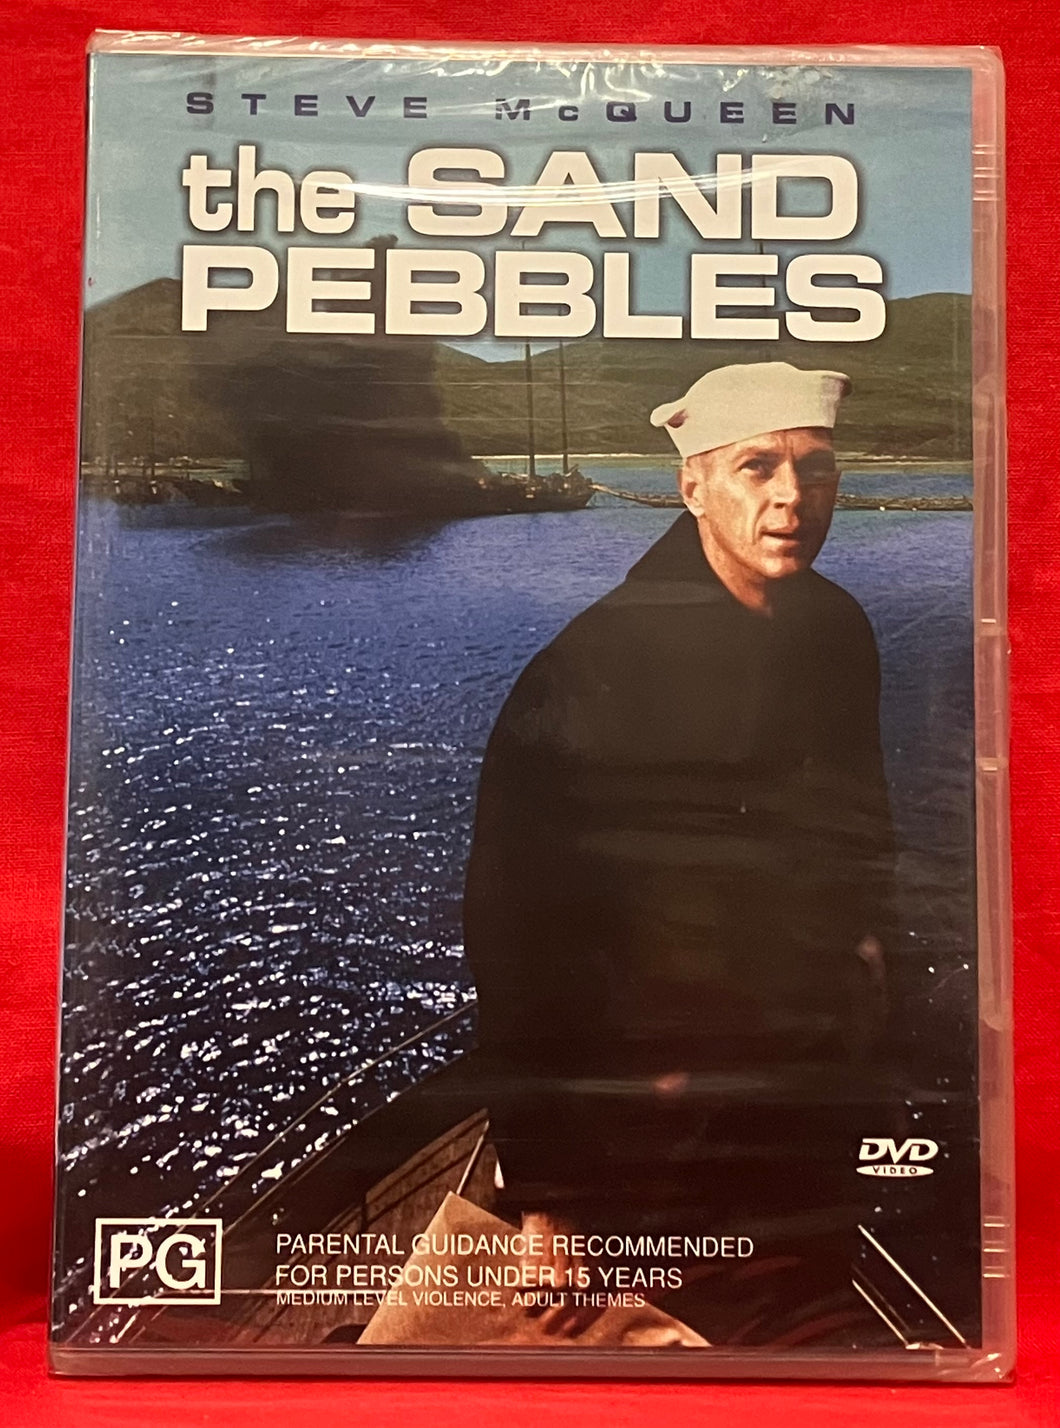 STEVE McQUEEN
the SAND
PEBBLES
DVD
VIDEO
PG
PARENTAL GUIDANCE RECOMMENDED
FOR PERSONS UNDER 15 YEARS
MEDIUM LEVEL VIOLENCE, ADULT THEMES